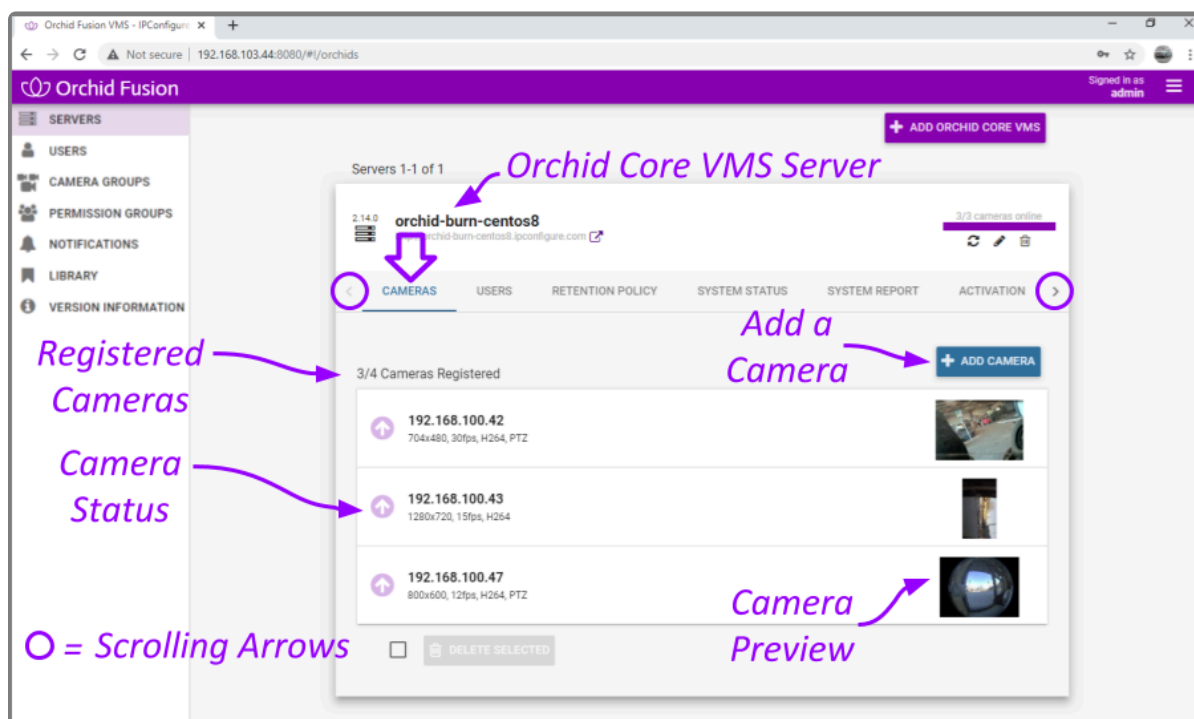 Orchid Fusion VMS - IPConfigure
Not secure | 192.168.103.44:8080/#!/orchids
Orchid Fusion
Signed in as
admin
SERVERS
USERS
CAMERA GROUPS
PERMISSION GROUPS
NOTIFICATIONS
LIBRARY
VERSION INFORMATION
+ ADD ORCHID CORE VMS
Servers 1-1 of 1
Orchid Core VMS Server
2.14.0
orchid-burn-centos8
orchid-burn-centos8.ipconfigure.com
3/3 cameras online
CAMERAS
USERS
RETENTION POLICY
SYSTEM STATUS
SYSTEM REPORT
ACTIVATION
Registered
Cameras
Add a
Camera
+ ADD CAMERA
3/4 Cameras Registered
192.168.100.42
704x480, 30fps, H264, PTZ
Camera
Status
192.168.100.43
1280x720, 15fps, H264
192.168.100.47
800x600, 12fps, H264, PTZ
Camera
Preview
O = Scrolling Arrows
DELETE SELECTED